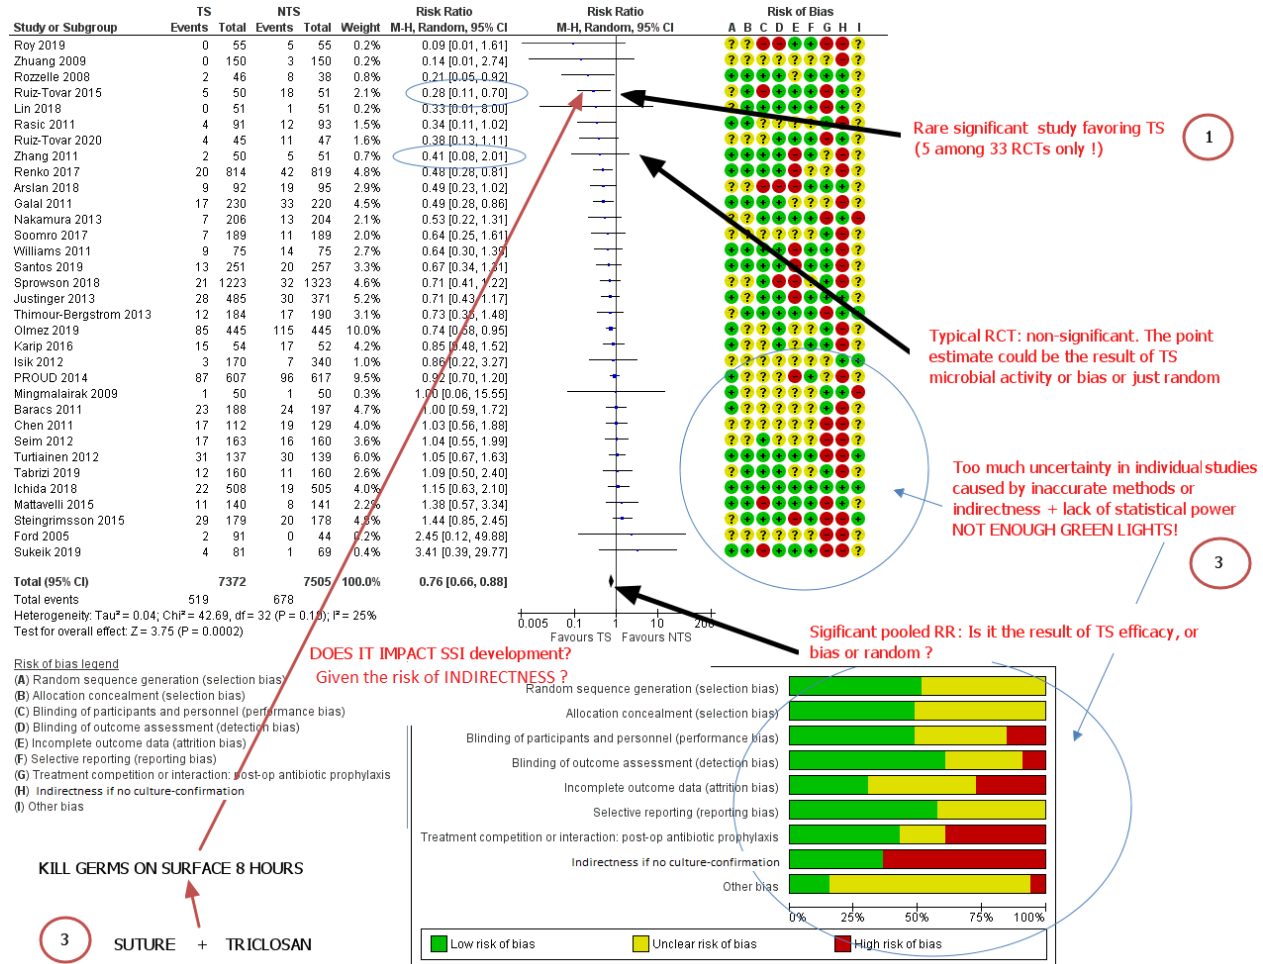 TS NTS Risk Ratio Risk Ratio Risk of Bias
Study or Subgroup Events Total Events Total Weight M-H, Random, 95% CI M-H, Random, 95% CI A B C D E F G H I
Roy 2019 0 55 5 55 0.2% 0.09 [0.01, 1.61]
Zhuang 2009 0 150 3 150 0.2% 0.14 [0.01, 2.74]
Rozzelle 2008 2 46 8 38 0.8% 0.21 [0.05, 0.92]
Ruiz-Tovar 2015 5 50 18 51 2.1% 0.28 [0.11, 0.70]
Lin 2018 0 51 1 51 0.2% 0.33 [0.01, 8.00]
Rasic 2011 4 91 12 93 1.6% 0.34 [0.11, 1.02]
Ruiz-Tovar 2020 4 45 11 47 1.6% 0.38 [0.13, 1.11]
Zhang 2011 2 50 5 51 0.7% 0.41 [0.08, 2.01]
Renko 2017 20 814 42 819 4.8% 0.48 [0.28, 0.81]
Arslan 2018 9 92 19 95 2.9% 0.49 [0.23, 1.02]
Galal 2011 17 230 33 220 4.4% 0.49 [0.28, 0.86]
Nakamura 2013 7 206 13 204 2.1% 0.53 [0.22, 1.31]
Soomro 2017 7 189 11 189 2.0% 0.64 [0.25, 1.61]
Williams 2011 9 75 14 75 2.7% 0.64 [0.30, 1.39]
Santos 2019 13 251 20 257 3.3% 0.67 [0.34, 1.31]
Sprowson 2018 21 1223 32 1323 4.6% 0.71 [0.41, 1.22]
Justinger 2013 28 485 30 371 5.2% 0.71 [0.43, 1.17]
Thimour-Bergstrom 2013 12 184 17 190 3.1% 0.73 [0.36, 1.48]
Olmez 2019 85 445 115 445 10.0% 0.74 [0.58, 0.95]
Karip 2016 15 54 17 52 4.2% 0.85 [0.48, 1.52]
Isik 2012 3 170 7 340 1.1% 0.86 [0.22, 3.27]
PROUD 2014 87 607 96 617 9.5% 0.92 [0.70, 1.20]
Mingmalairak 2009 1 50 1 50 0.3% 1.00 [0.06, 15.55]
Baracs 2011 23 188 24 197 4.7% 1.00 [0.59, 1.72]
Chen 2011 17 112 19 129 4.0% 1.03 [0.56, 1.88]
Seim 2012 17 163 16 160 3.6% 1.04 [0.55, 1.99]
Turtiainen 2012 31 137 30 139 6.0% 1.05 [0.67, 1.63]
Tabrizi 2019 12 160 11 160 2.7% 1.09 [0.50, 2.40]
Ichida 2018 22 508 19 505 3.9% 1.15 [0.63, 2.10]
Mattavelli 2015 11 140 8 141 2.3% 1.38 [0.57, 3.34]
Steingrimsson 2015 29 179 20 178 4.8% 1.44 [0.85, 2.45]
Ford 2005 2 91 0 44 0.2% 2.45 [0.12, 49.88]
Sukeik 2019 4 81 1 69 0.4% 3.41 [0.39, 29.77]
Total (95% CI) 7372 7505 100.0% 0.76 [0.66, 0.88]
Total events 519 678
Heterogeneity: Tau² = 0.04; Chi² = 42.69, df = 32 (P = 0.10); I² = 25%
Test for overall effect: Z = 3.75 (P = 0.0002)
0.005 0.1 1 10 200
Favours TS Favours NTS
Rare significant study favoring TS
(5 among 33 RCTs only !)
1
Typical RCT: non-significant. The point
estimate could be the result of TS
microbial activity or bias or just random
Too much uncertainty in individual studies
caused by inaccurate methods or
indirectness + lack of statistical power
NOT ENOUGH GREEN LIGHTS!
3
Sigificant pooled RR: Is it the result of TS efficacy, or
bias or random ?
DOES IT IMPACT SSI development?
Given the risk of INDIRECTNESS ?
Risk of bias legend
(A) Random sequence generation (selection bias)
(B) Allocation concealment (selection bias)
(C) Blinding of participants and personnel (performance bias)
(D) Blinding of outcome assessment (detection bias)
(E) Incomplete outcome data (attrition bias)
(F) Selective reporting (reporting bias)
(G) Treatment competition or interaction: post-op antibiotic prophylaxis
(H) Indirectness if no culture-confirmation
(I) Other bias
KILL GERMS ON SURFACE 8 HOURS
3 SUTURE + TRICLOSAN
Random sequence generation (selection bias)
Allocation concealment (selection bias)
Blinding of participants and personnel (performance bias)
Blinding of outcome assessment (detection bias)
Incomplete outcome data (attrition bias)
Selective reporting (reporting bias)
Treatment competition or interaction: post-op antibiotic prophylaxis
Indirectness if no culture-confirmation
Other bias
0% 25% 50% 75% 100%
Low risk of bias Unclear risk of bias High risk of bias